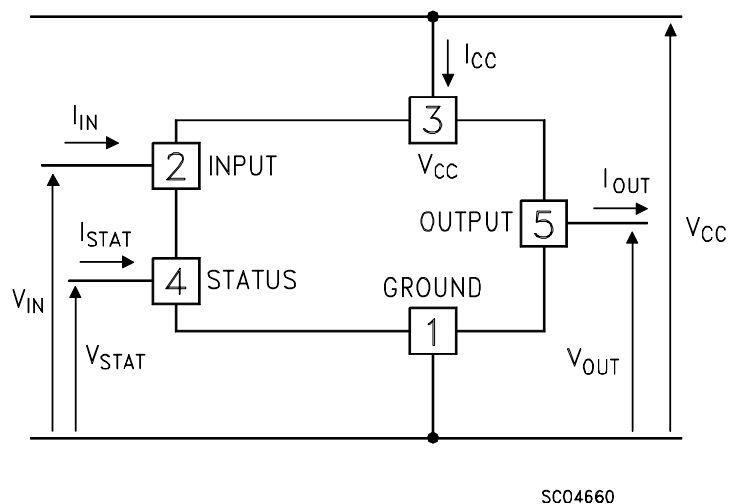 I_CC
I_IN
3
2 INPUT
V_CC
I_OUT
OUTPUT 5
V_CC
I_STAT
4 STATUS
GROUND
V_IN
1
V_STAT
V_OUT
SC04660